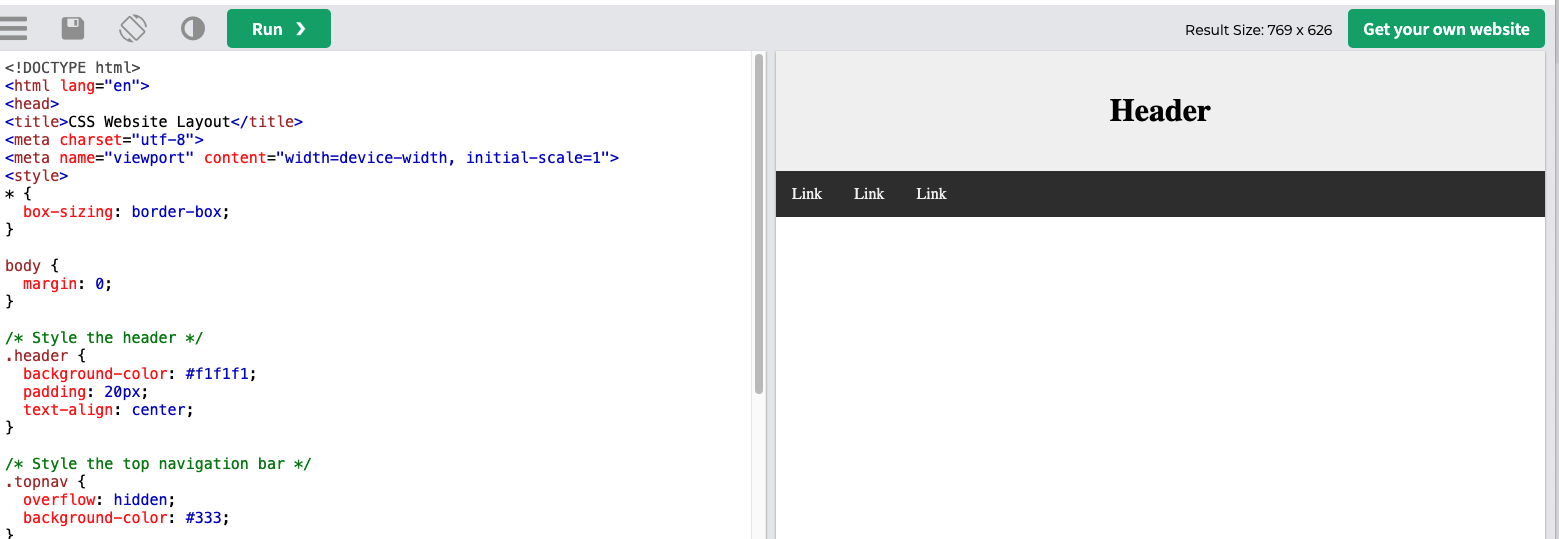 Run ❯
Result Size: 769 x 626
Get your own website
<!DOCTYPE html>
<html lang="en">
<head>
<title>CSS Website Layout</title>
<meta charset="utf-8">
<meta name="viewport" content="width=device-width, initial-scale=1">
<style>
* {
  box-sizing: border-box;
}

body {
  margin: 0;
}

/* Style the header */
.header {
  background-color: #f1f1f1;
  padding: 20px;
  text-align: center;
}

/* Style the top navigation bar */
.topnav {
  overflow: hidden;
  background-color: #333;
}
Header
Link Link Link